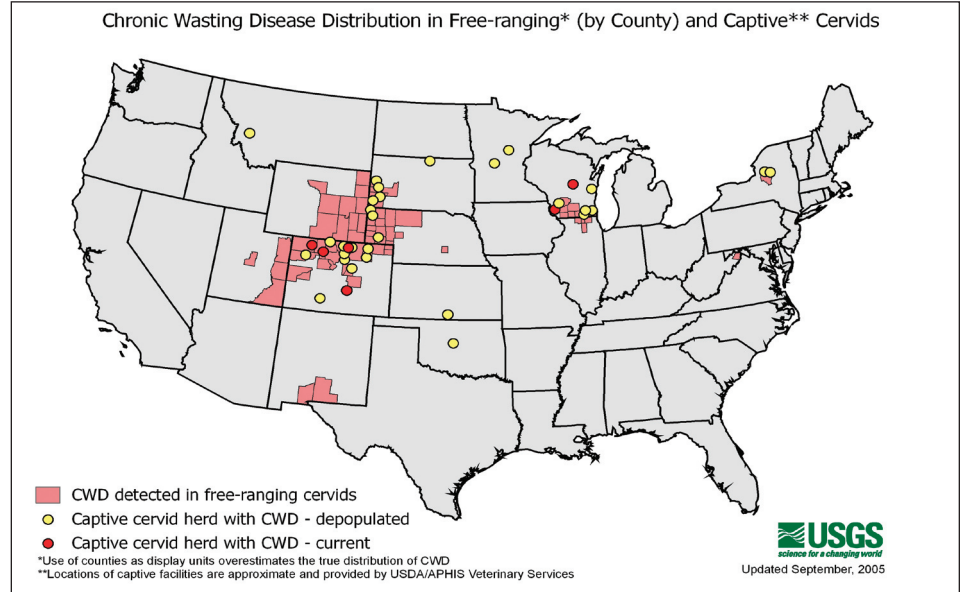 Chronic Wasting Disease Distribution in Free-ranging* (by County) and Captive** Cervids
CWD detected in free-ranging cervids
Captive cervid herd with CWD - depopulated
Captive cervid herd with CWD - current
*Use of counties as display units overestimates the true distribution of CWD
**Locations of captive facilities are approximate and provided by USDA/APHIS Veterinary Services
USGS
science for a changing world
Updated September, 2005